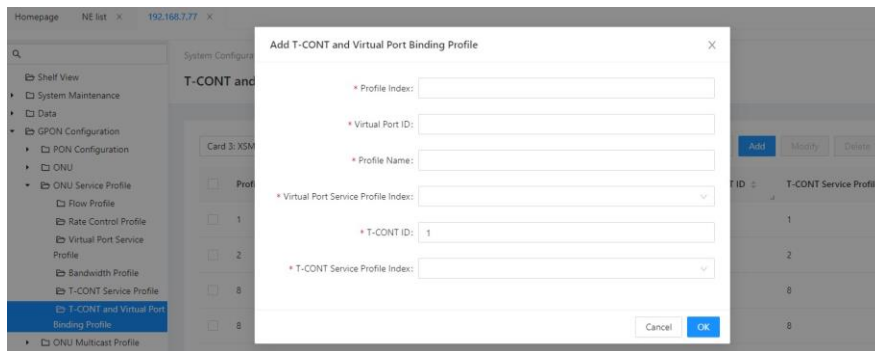 Homepage NE list × 192.168.7.77 ×
Shelf View
System Maintenance
Data
GPON Configuration
PON Configuration
ONU
ONU Service Profile
Flow Profile
Rate Control Profile
Virtual Port Service
Profile
Bandwidth Profile
T-CONT Service Profile
T-CONT and Virtual Port
Binding Profile
ONU Multicast Profile
System Configura
T-CONT and
Card 3: XSM
Add Modify Delete
Profi
T ID T-CONT Service Profil
1 1
2 2
8 8
8 8
Add T-CONT and Virtual Port Binding Profile ×
* Profile Index:
* Virtual Port ID:
* Profile Name:
* Virtual Port Service Profile Index:
* T-CONT ID: 1
* T-CONT Service Profile Index:
Cancel OK